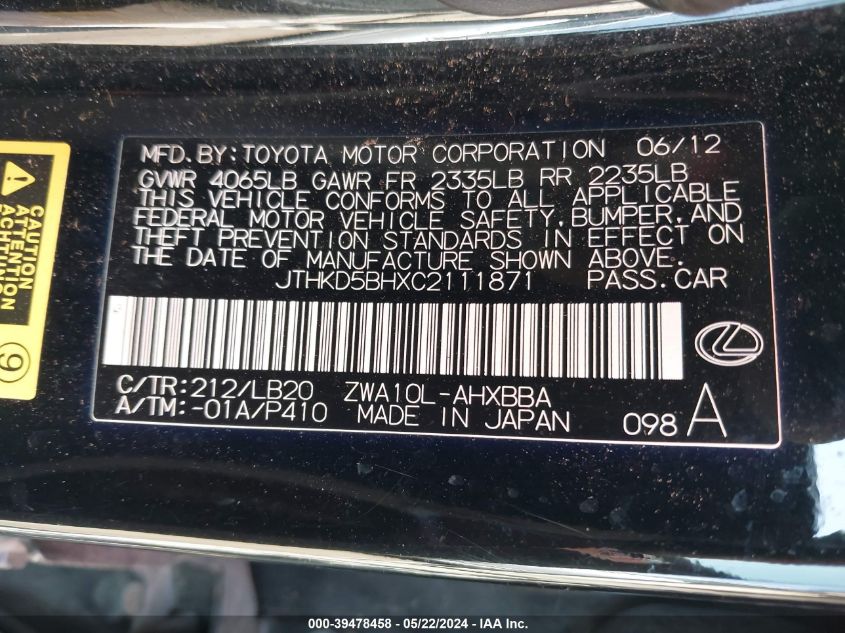 MFD. BY: TOYOTA MOTOR CORPORATION 06/12
GVWR 4065LB GAWR FR 2335LB RR 2235LB
THIS VEHICLE CONFORMS TO ALL APPLICABLE
FEDERAL MOTOR VEHICLE SAFETY, BUMPER, AND
THEFT PREVENTION STANDARDS IN EFFECT ON
THE DATE OF MANUFACTURE SHOWN ABOVE.
JTHKD5BHXC2111871 PASS. CAR
C/TR: 212/LB20 ZWA10L-AHXBBA
A/TM: -01A/P410 MADE IN JAPAN 098 A
CAUTION
ATTENTION
ACHTUNG
9
000-39478458 - 05/22/2024 - IAA Inc.